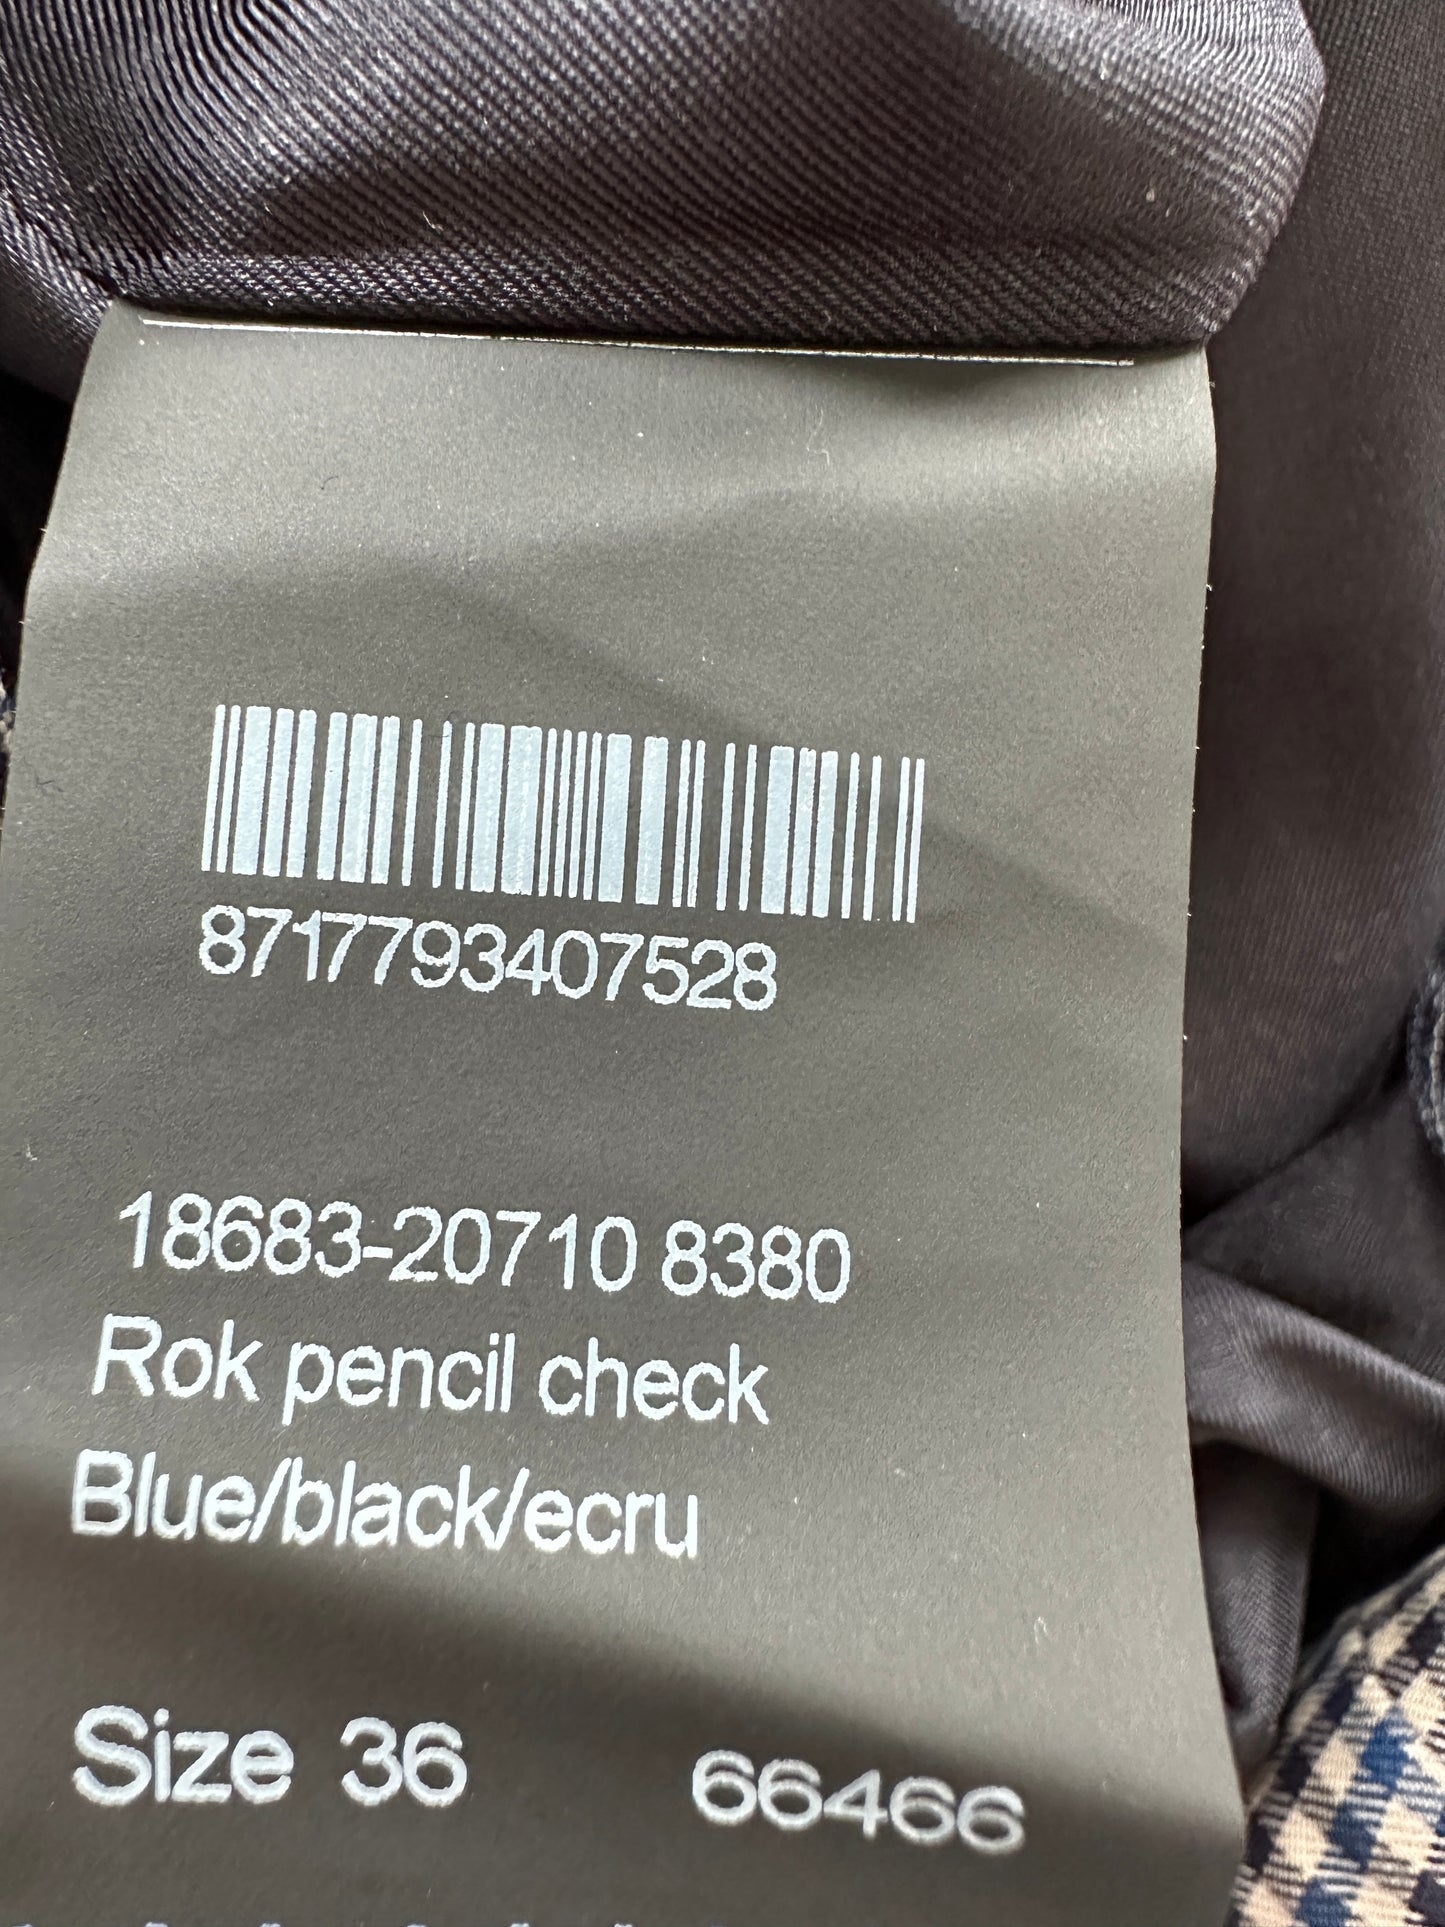 8717793407528
18683-20710 8380
Rok pencil check
Blue/black/ecru
Size 36 66466